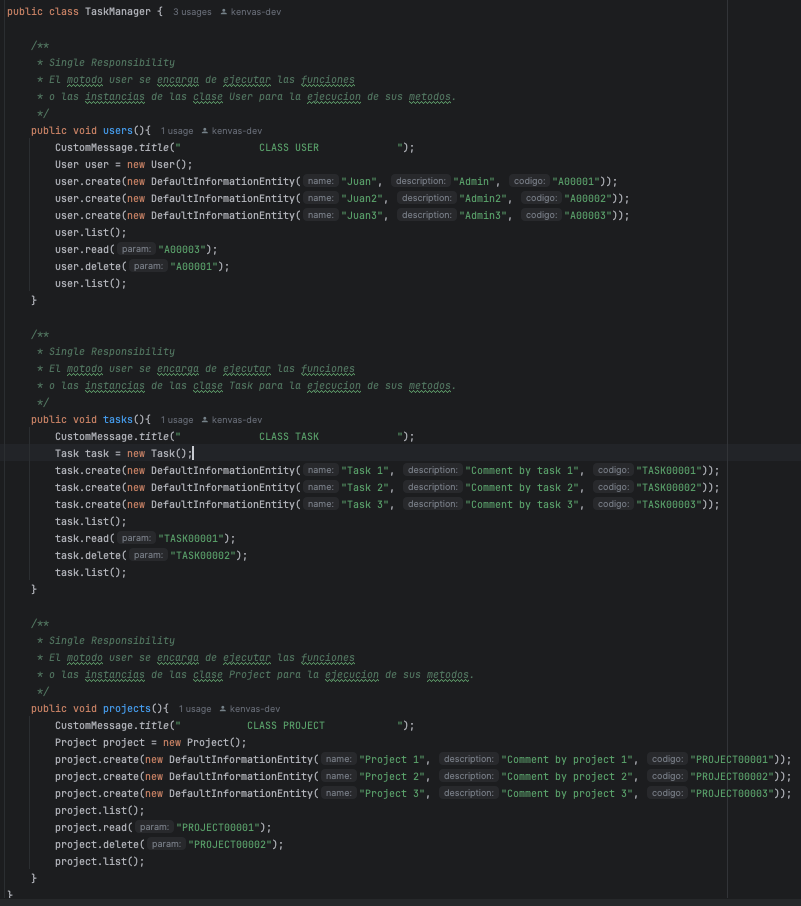 public class TaskManager {  3 usages  kenvas-dev
/**
* Single Responsibility
* El motodo user se encarga de ejecutar las funciones
* o las instancias de las clase User para la ejecucion de sus metodos.
*/
public void users(){  1 usage  kenvas-dev
CustomMessage.title("             CLASS USER             ");
User user = new User();
user.create(new DefaultInformationEntity( name: "Juan",  description: "Admin",  codigo: "A00001"));
user.create(new DefaultInformationEntity( name: "Juan2",  description: "Admin2",  codigo: "A00002"));
user.create(new DefaultInformationEntity( name: "Juan3",  description: "Admin3",  codigo: "A00003"));
user.list();
user.read( param: "A00003");
user.delete( param: "A00001");
user.list();
}
/**
* Single Responsibility
* El motodo user se encarga de ejecutar las funciones
* o las instancias de las clase Task para la ejecucion de sus metodos.
*/
public void tasks(){  1 usage  kenvas-dev
CustomMessage.title("             CLASS TASK             ");
Task task = new Task();
task.create(new DefaultInformationEntity( name: "Task 1",  description: "Comment by task 1",  codigo: "TASK00001"));
task.create(new DefaultInformationEntity( name: "Task 2",  description: "Comment by task 2",  codigo: "TASK00002"));
task.create(new DefaultInformationEntity( name: "Task 3",  description: "Comment by task 3",  codigo: "TASK00003"));
task.list();
task.read( param: "TASK00001");
task.delete( param: "TASK00002");
task.list();
}
/**
* Single Responsibility
* El motodo user se encarga de ejecutar las funciones
* o las instancias de las clase Project para la ejecucion de sus metodos.
*/
public void projects(){  1 usage  kenvas-dev
CustomMessage.title("           CLASS PROJECT            ");
Project project = new Project();
project.create(new DefaultInformationEntity( name: "Project 1",  description: "Comment by project 1",  codigo: "PROJECT00001"));
project.create(new DefaultInformationEntity( name: "Project 2",  description: "Comment by project 2",  codigo: "PROJECT00002"));
project.create(new DefaultInformationEntity( name: "Project 3",  description: "Comment by project 3",  codigo: "PROJECT00003"));
project.list();
project.read( param: "PROJECT00001");
project.delete( param: "PROJECT00002");
project.list();
}
}